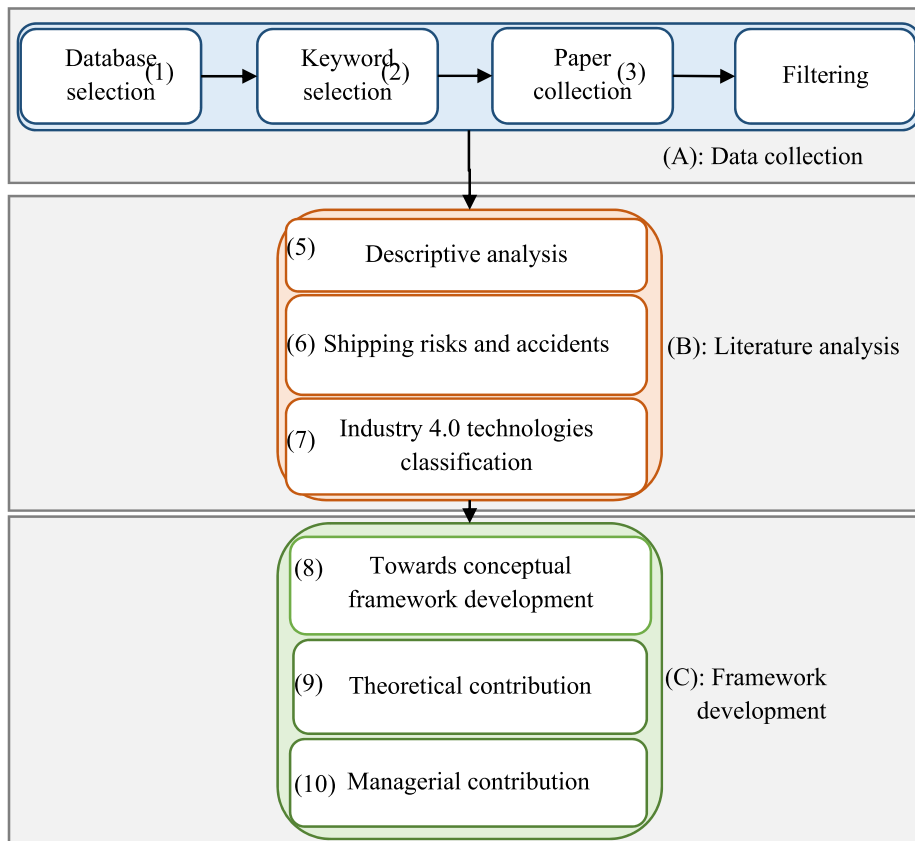 Database
selection
(1)
Keyword
selection
(2)
Paper
collection
(3)
Filtering
(A): Data collection
(5)
Descriptive analysis
(6)
Shipping risks and accidents
(B): Literature analysis
(7)
Industry 4.0 technologies
classification
(8)
Towards conceptual
framework development
(9)
Theoretical contribution
(C): Framework
development
(10)
Managerial contribution